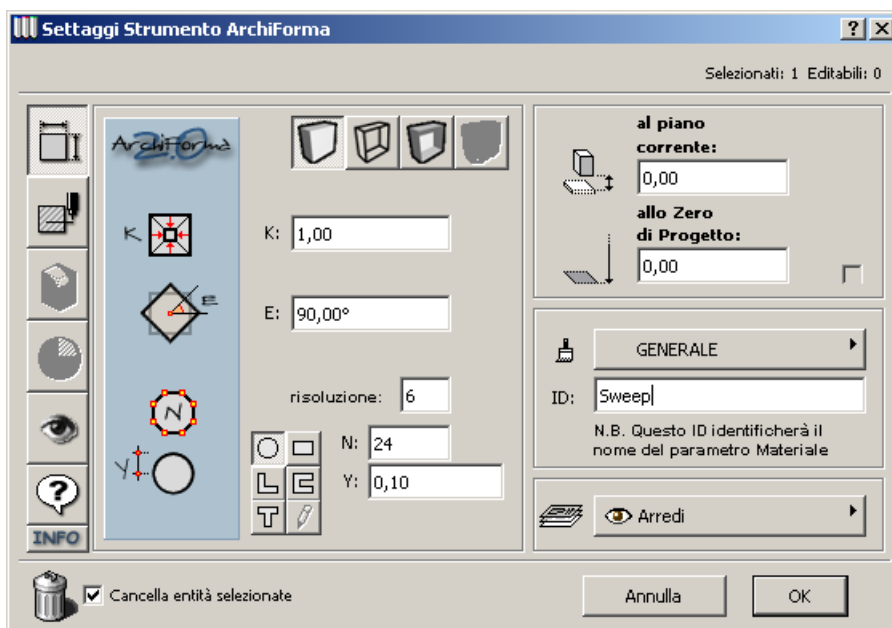 Settaggi Strumento ArchiForma
Selezionati: 1 Editabili: 0
ArchiForma
2.0
K
K: 1,00
E
E: 90,00°
risoluzione: 6
N
N: 24
Y
Y: 0,10
INFO
al piano
corrente:
0,00
allo Zero
di Progetto:
0,00
GENERALE
ID: Sweep
N.B. Questo ID identificherà il
nome del parametro Materiale
Arredi
Cancella entità selezionate
Annulla
OK